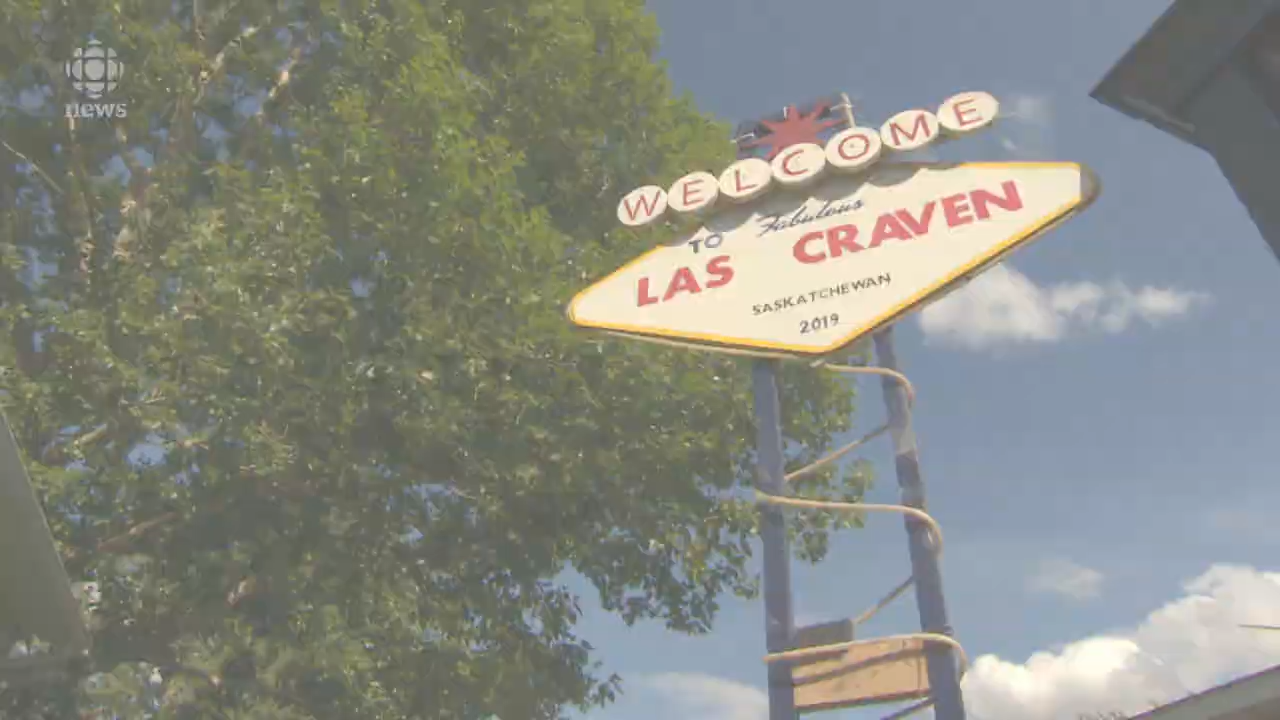 news
WELCOME
TO Fabulous
LAS CRAVEN
SASKATCHEWAN
2019